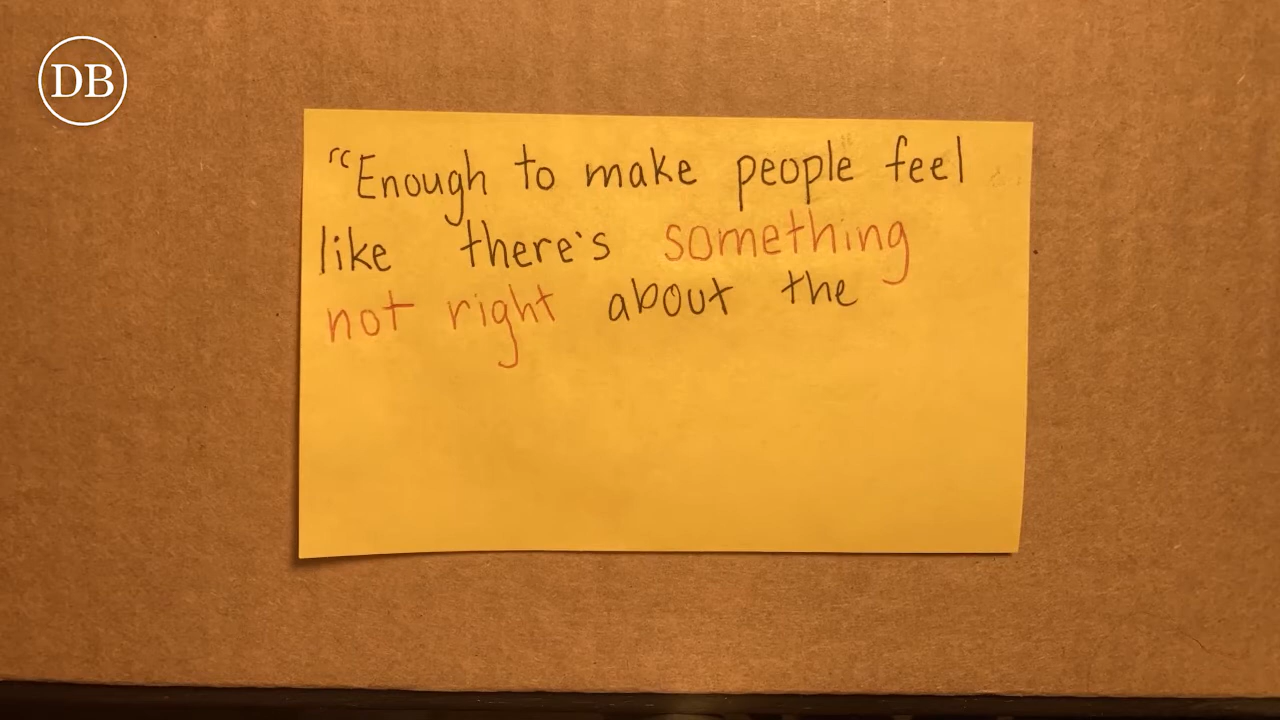 DB
“Enough to make people feel
like there's something
not right about the